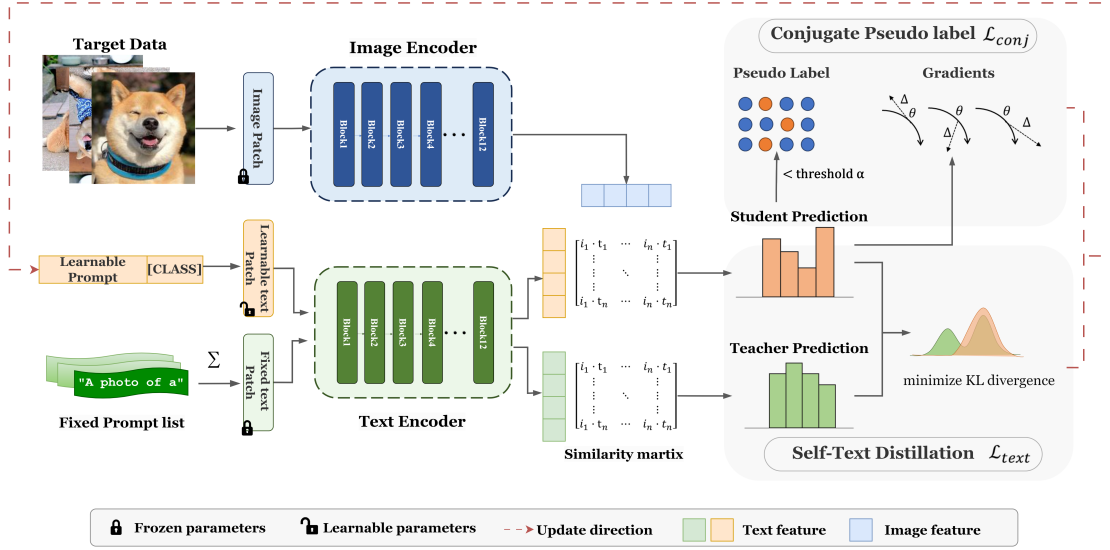 Target Data
Image Encoder
Image Patch
Block1
Block2
Block3
Block4
Block12
Conjugate Pseudo label ℒconj
Pseudo Label
Gradients
Δ
θ
Δ
θ
θ
Δ
< threshold α
Student Prediction
Learnable
Prompt
[CLASS]
Learnable text
Patch
i₁ · t₁ ⋯ iₙ · t₁
⋮ ⋱ ⋮
i₁ · tₙ ⋯ iₙ · tₙ
Block1
Block2
Block3
Block4
Block12
"A photo of a"
Σ
Fixed text
Patch
Fixed Prompt list
Text Encoder
i₁ · t₁ ⋯ iₙ · t₁
⋮ ⋱ ⋮
i₁ · tₙ ⋯ iₙ · tₙ
Similarity martix
Teacher Prediction
minimize KL divergence
Self-Text Distillation ℒtext
Frozen parameters
Learnable parameters
Update direction
Text feature
Image feature